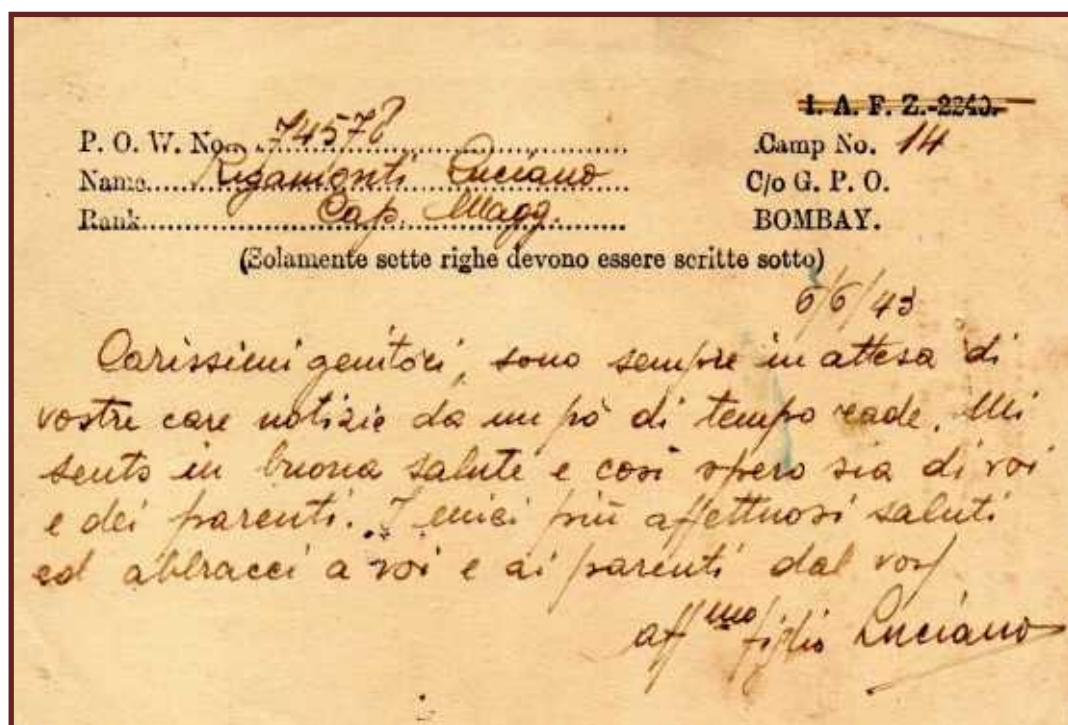 I. A. F. Z.-2240.
P. O. W. No. 74578
Camp No. 14
Name Rigamonti Luciano
C/o G. P. O.
Rank Cap. Magg.
BOMBAY.
(Solamente sette righe devono essere scritte sotto)
6/6/43
Carissimi genitori, sono sempre in attesa di
vostre care notizie da un pò di tempo rade. Mi
sento in buona salute e così spero sia di voi
e dei parenti. I miei più affettuosi saluti
ed abbracci a voi e ai parenti dal vos/
aff mo figlio Luciano